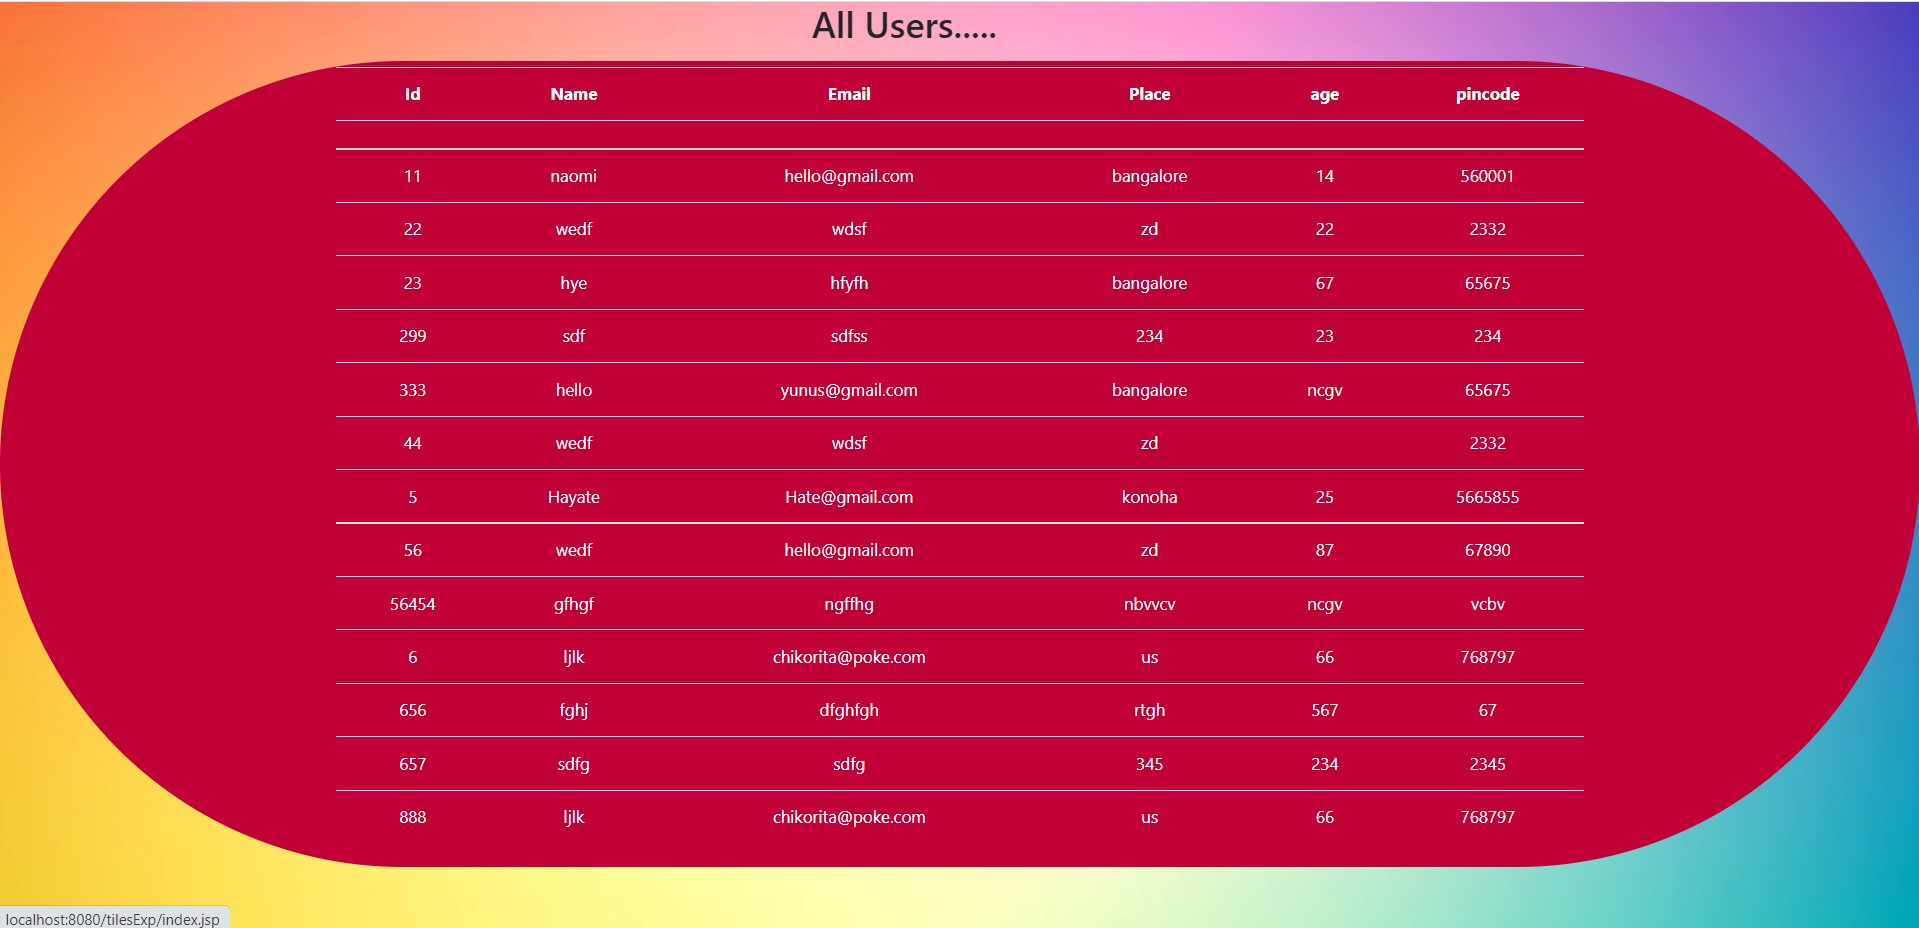 All Users.....
Id Name Email Place age pincode
11 naomi hello@gmail.com bangalore 14 560001
22 wedf wdsf zd 22 2332
23 hye hfyfh bangalore 67 65675
299 sdf sdfss 234 23 234
333 hello yunus@gmail.com bangalore ncgv 65675
44 wedf wdsf zd 2332
5 Hayate Hate@gmail.com konoha 25 5665855
56 wedf hello@gmail.com zd 87 67890
56454 gfhgf ngffhg nbvvcv ncgv vcbv
6 ljlk chikorita@poke.com us 66 768797
656 fghj dfghfgh rtgh 567 67
657 sdfg sdfg 345 234 2345
888 ljlk chikorita@poke.com us 66 768797
localhost:8080/tilesExp/index.jsp